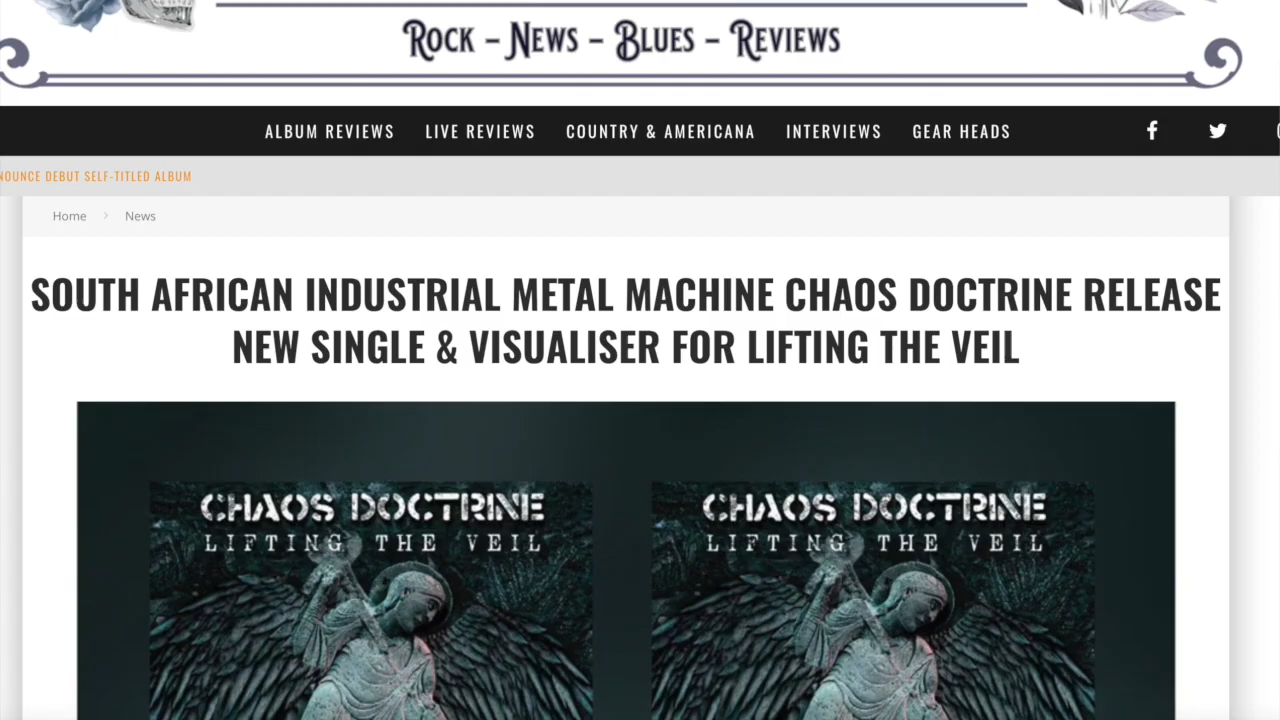 ROCK – NEWS – BLUES – REVIEWS
ALBUM REVIEWS LIVE REVIEWS COUNTRY & AMERICANA INTERVIEWS GEAR HEADS
DEBUT SELF-TITLED ALBUM
Home News
SOUTH AFRICAN INDUSTRIAL METAL MACHINE CHAOS DOCTRINE RELEASE
NEW SINGLE & VISUALISER FOR LIFTING THE VEIL
CHAOS DOCTRINE CHAOS DOCTRINE
LIFTING THE VEIL LIFTING THE VEIL